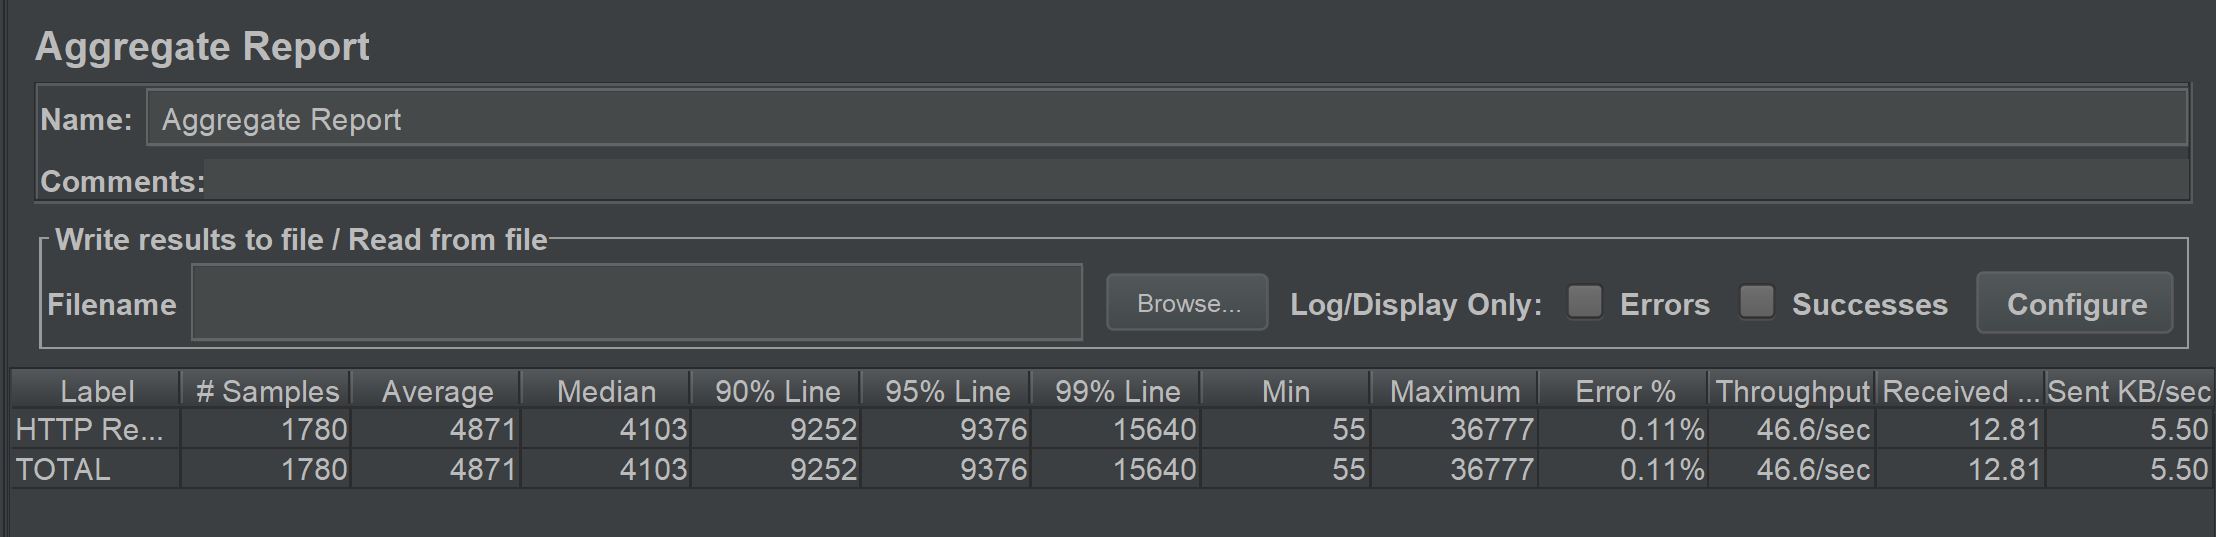 Aggregate Report
Name: Aggregate Report
Comments:
Write results to file / Read from file
Filename Browse... Log/Display Only: Errors Successes Configure
Label # Samples Average Median 90% Line 95% Line 99% Line Min Maximum Error % Throughput Received ... Sent KB/sec
HTTP Re... 1780 4871 4103 9252 9376 15640 55 36777 0.11% 46.6/sec 12.81 5.50
TOTAL 1780 4871 4103 9252 9376 15640 55 36777 0.11% 46.6/sec 12.81 5.50